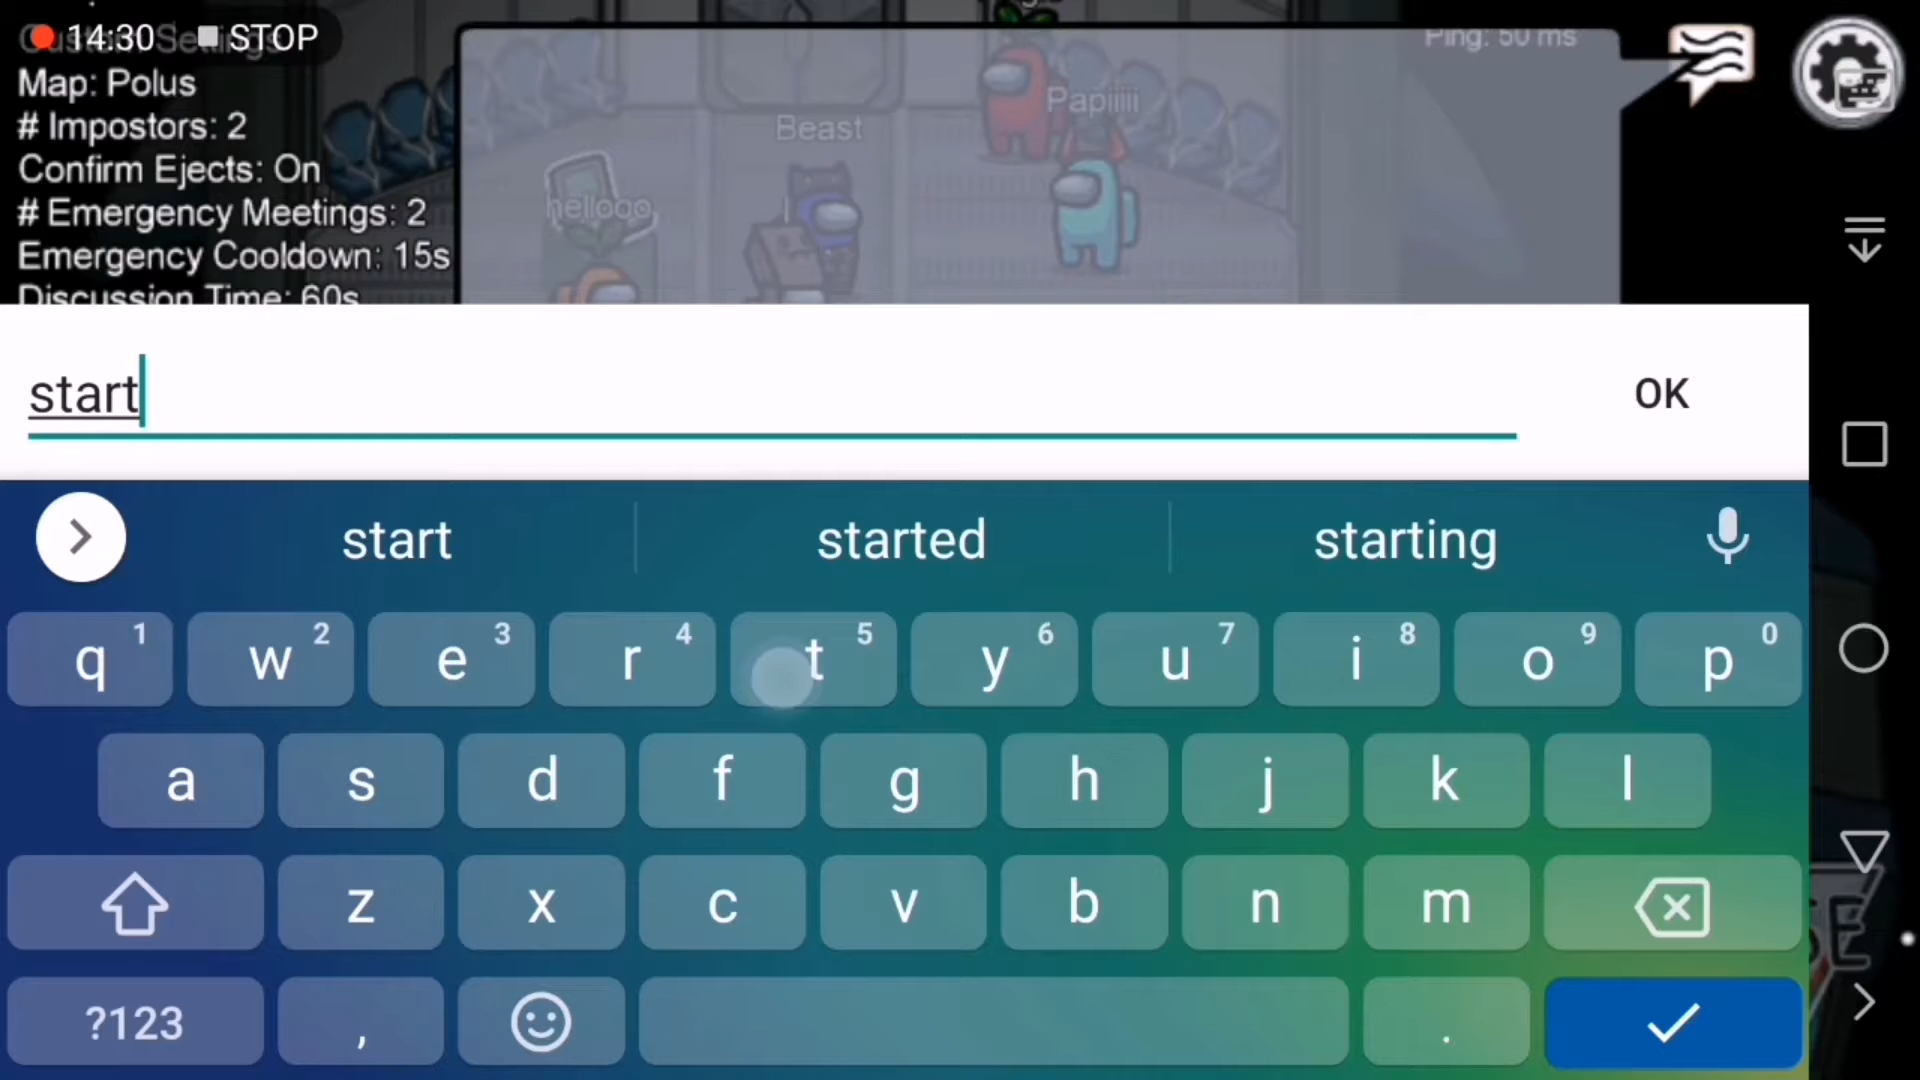 14:30 STOP
Custom Settings
Map: Polus
# Impostors: 2
Confirm Ejects: On
# Emergency Meetings: 2
Emergency Cooldown: 15s
Discussion Time: 60s
Ping: 50 ms
Papiiiii
Beast
hellooo
start
OK
start started starting
q 1 w 2 e 3 r 4 t 5 y 6 u 7 i 8 o 9 p 0
a s d f g h j k l
z x c v b n m
?123 , .